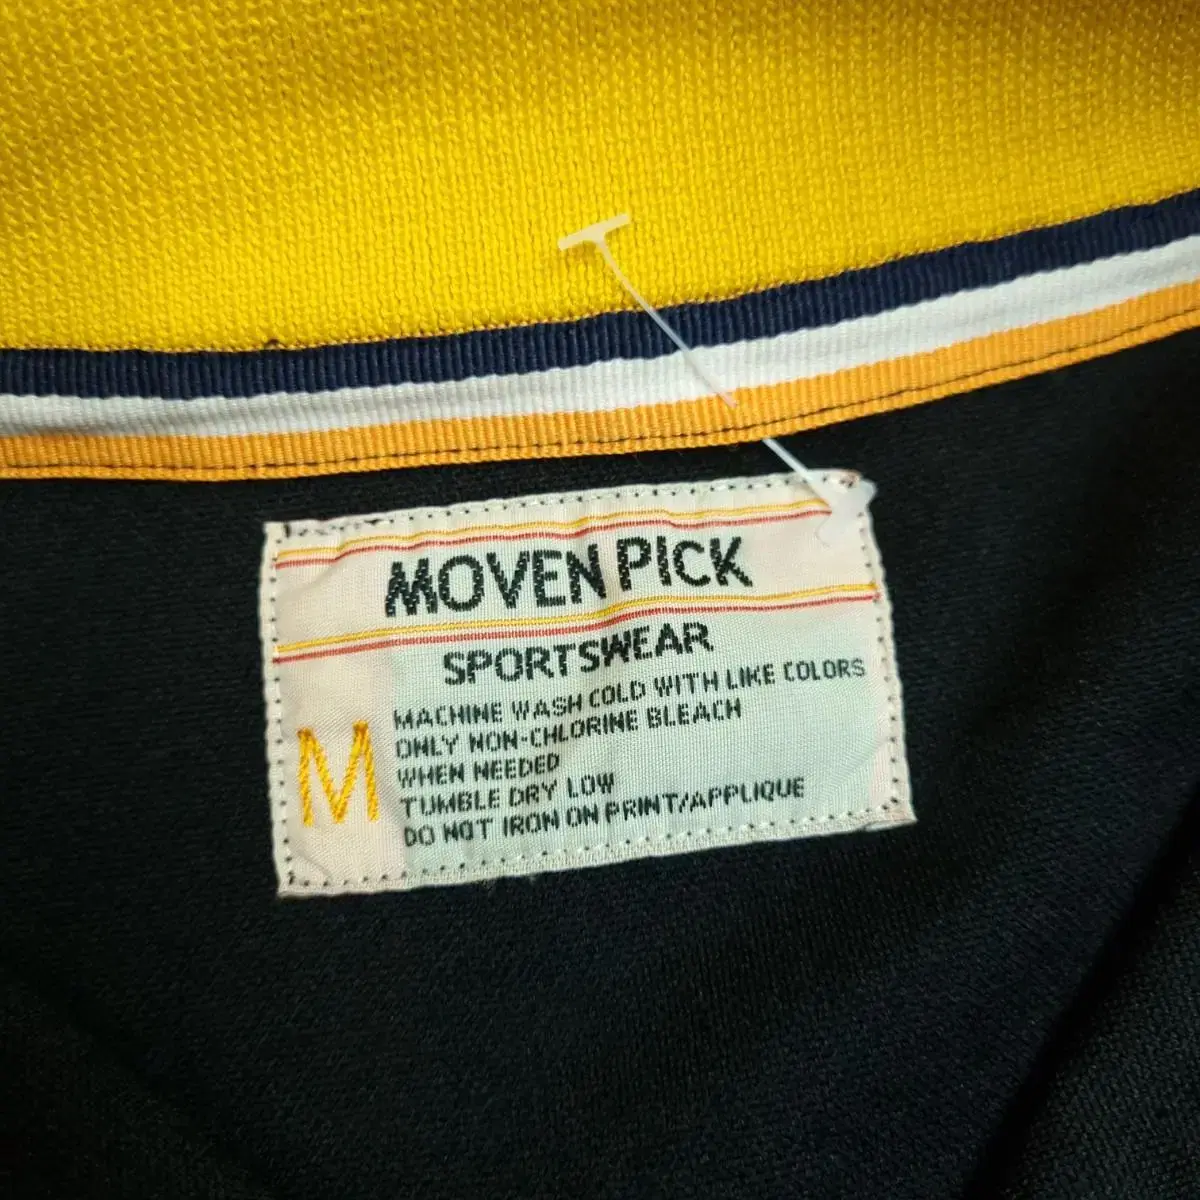 MOVEN PICK
SPORTSWEAR
M
MACHINE WASH COLD WITH LIKE COLORS
ONLY NON-CHLORINE BLEACH
WHEN NEEDED
TUMBLE DRY LOW
DO NOT IRON ON PRINT/APPLIQUE